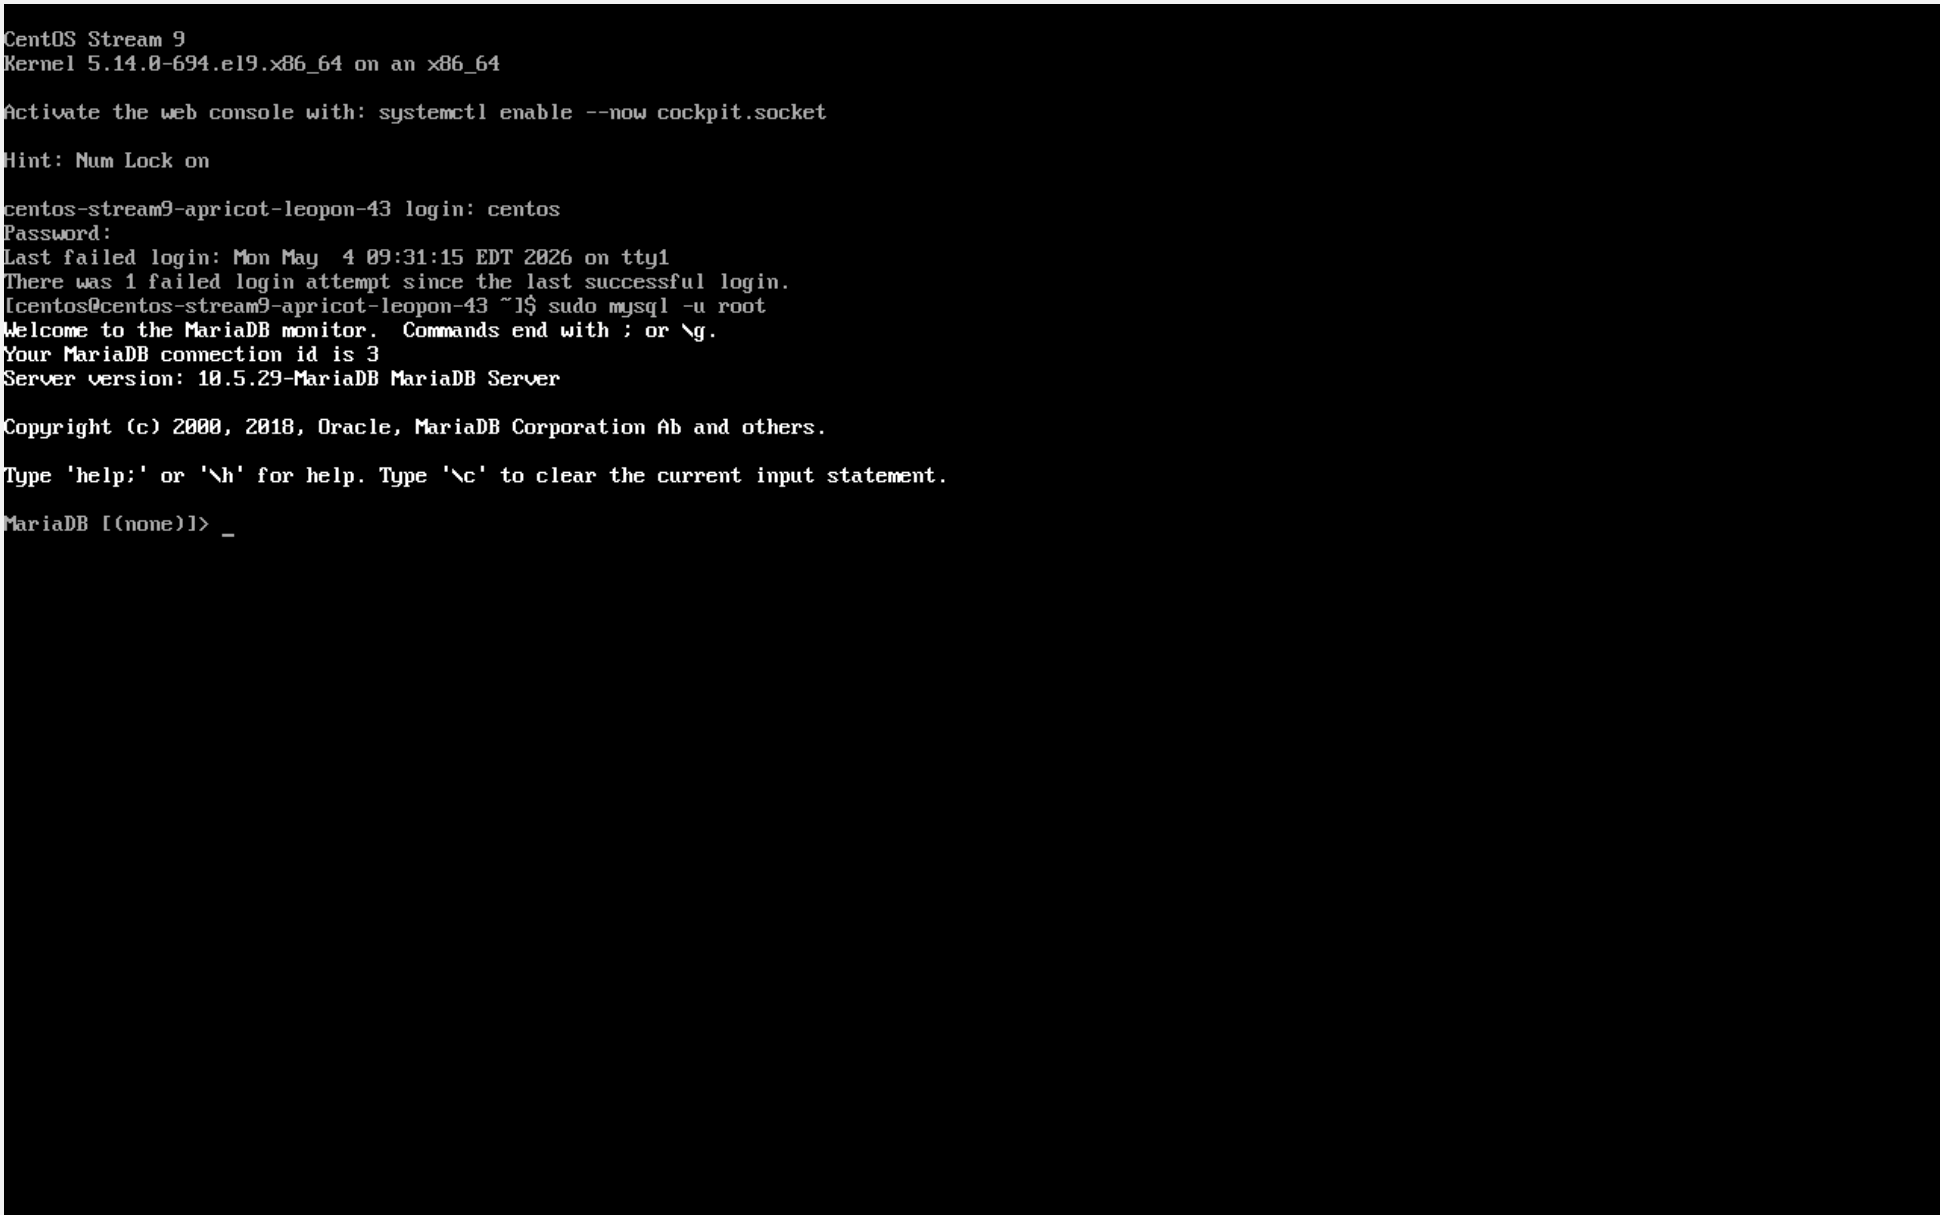 CentOS Stream 9
Kernel 5.14.0-694.el9.x86_64 on an x86_64
Activate the web console with: systemctl enable --now cockpit.socket
Hint: Num Lock on
centos-stream9-apricot-leopon-43 login: centos
Password:
Last failed login: Mon May  4 09:31:15 EDT 2026 on tty1
There was 1 failed login attempt since the last successful login.
[centos@centos-stream9-apricot-leopon-43 ~]$ sudo mysql -u root
Welcome to the MariaDB monitor.  Commands end with ; or \g.
Your MariaDB connection id is 3
Server version: 10.5.29-MariaDB MariaDB Server
Copyright (c) 2000, 2018, Oracle, MariaDB Corporation Ab and others.
Type 'help;' or '\h' for help. Type '\c' to clear the current input statement.
MariaDB [(none)]> _